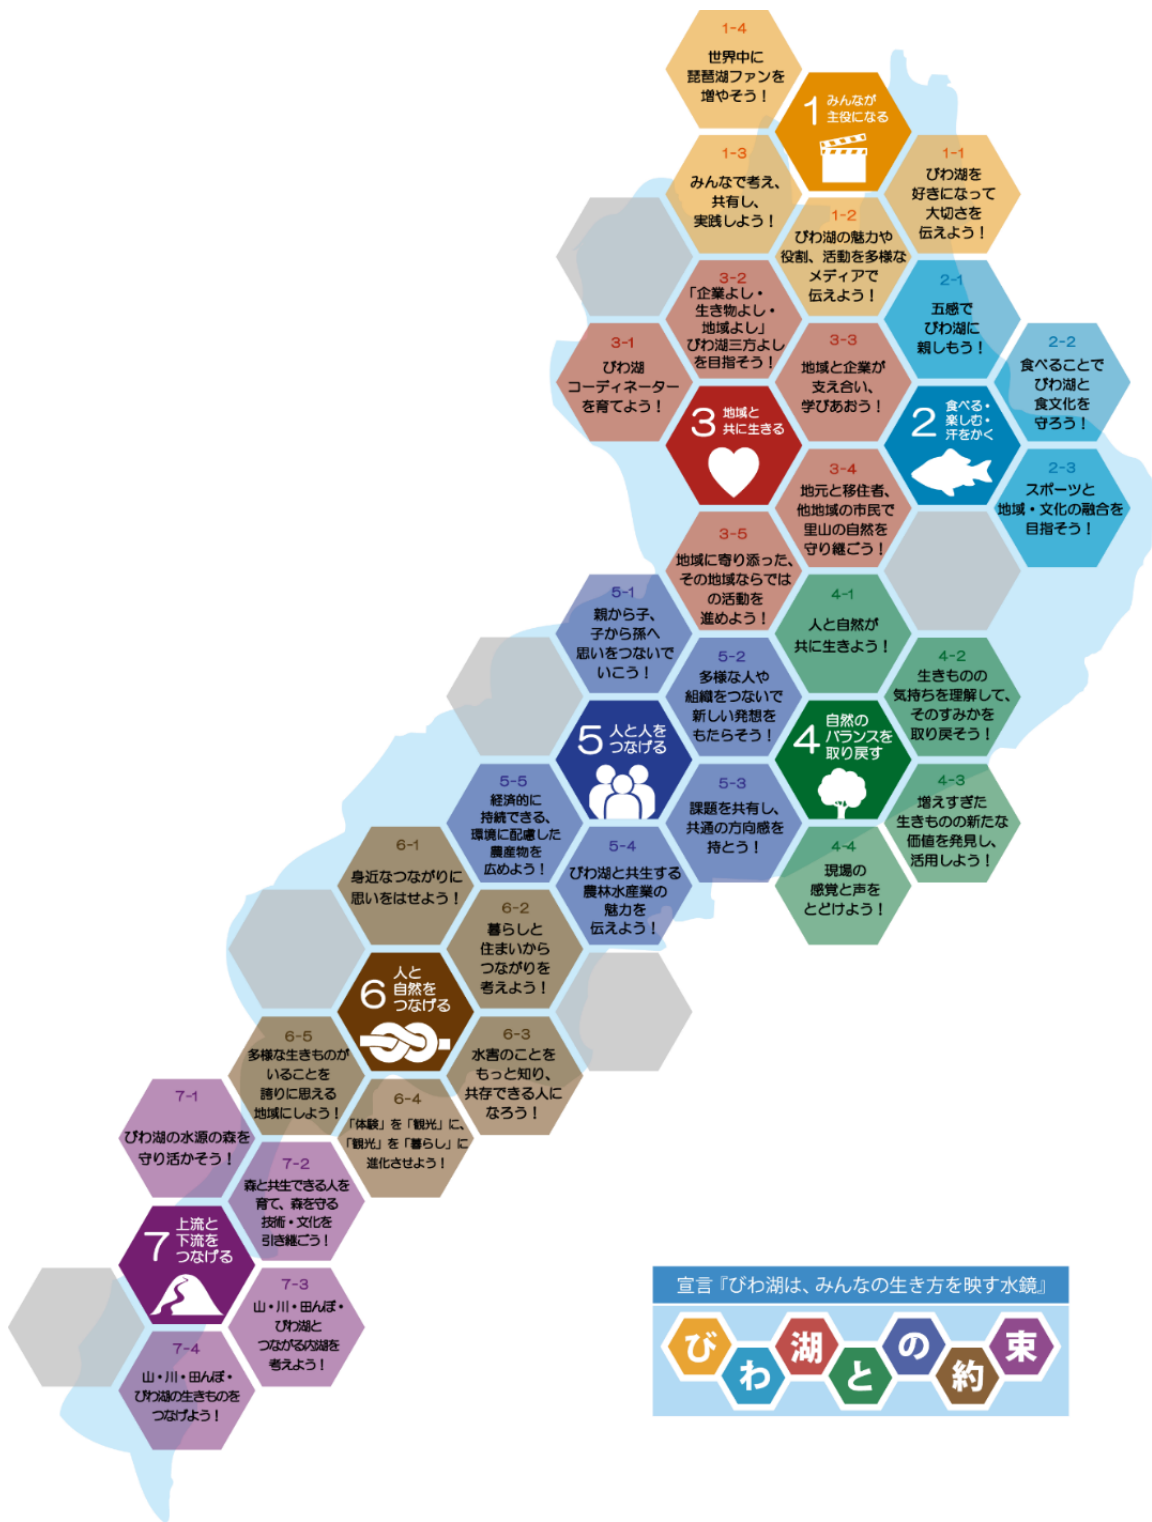 1-4
世界中に
琵琶湖ファンを
増やそう！
1 みんなが
主役になる
1-3
みんなで考え、
共有し、
実践しよう！
1-1
びわ湖を
好きになって
大切さを
伝えよう！
1-2
びわ湖の魅力や
役割、活動を多様な
メディアで
伝えよう！
3-2
「企業よし・
生き物よし・
地域よし」
びわ湖三方よし
を目指そう！
2-1
五感で
びわ湖に
親しもう！
3-1
びわ湖
コーディネーター
を育てよう！
3-3
地域と企業が
支え合い、
学びあおう！
2-2
食べることで
びわ湖と
食文化を
守ろう！
3 地域と
共に生きる
2 食べる・
楽しむ・
汗をかく
3-4
地元と移住者、
他地域の市民で
里山の自然を
守り継ごう！
2-3
スポーツと
地域・文化の融合を
目指そう！
3-5
地域に寄り添った、
その地域ならでは
の活動を
進めよう！
5-1
親から子、
子から孫へ
思いをつないで
いこう！
4-1
人と自然が
共に生きよう！
5-2
多様な人や
組織をつないで
新しい発想を
もたらそう！
4-2
生きものの
気持ちを理解して、
そのすみかを
取り戻そう！
5 人と人を
つなげる
4 自然の
バランスを
取り戻す
5-5
経済的に
持続できる、
環境に配慮した
農産物を
広めよう！
5-3
課題を共有し、
共通の方向感を
持とう！
4-3
増えすぎた
生きものの新たな
価値を発見し、
活用しよう！
6-1
身近なつながりに
思いをはせよう！
5-4
びわ湖と共生する
農林水産業の
魅力を
伝えよう！
4-4
現場の
感覚と声を
とどけよう！
6-2
暮らしと
住まいから
つながりを
考えよう！
6 人と
自然を
つなげる
6-5
多様な生きものが
いることを
誇りに思える
地域にしよう！
6-3
水害のことを
もっと知り、
共存できる人に
なろう！
6-4
「体験」を「観光」に、
「観光」を「暮らし」に
進化させよう！
7-1
びわ湖の水源の森を
守り活かそう！
7-2
森と共生できる人を
育て、森を守る
技術・文化を
引き継ごう！
7 上流と
下流を
つなげる
7-3
山・川・田んぼ・
びわ湖と
つながる内湖を
考えよう！
7-4
山・川・田んぼ・
びわ湖の生きものを
つなげよう！
宣言『びわ湖は、みんなの生き方を映す水鏡』
びわ湖との約束